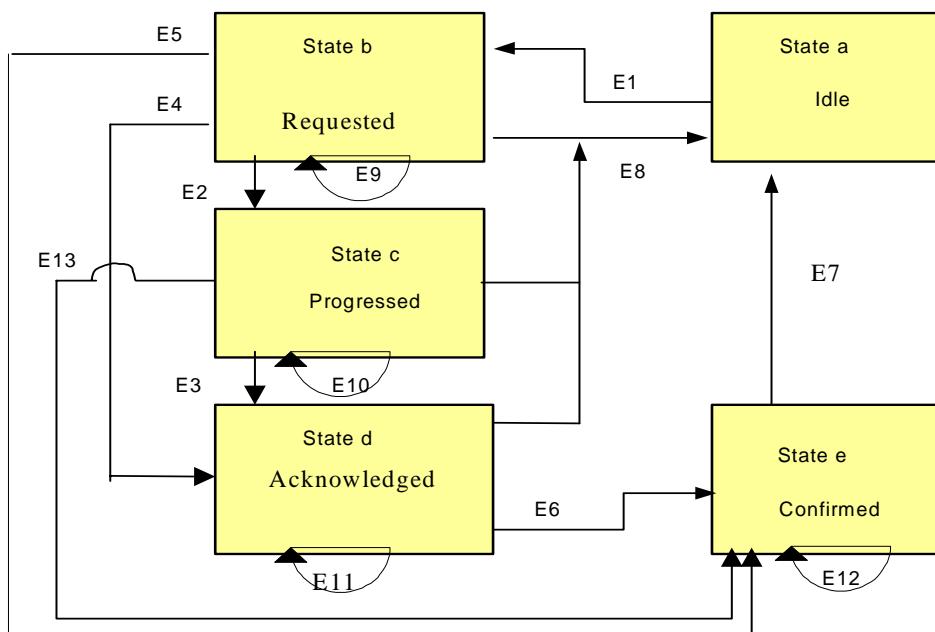 E5
State b
State a
E1
Idle
E4
Requested
E9
E8
E2
E13
State c
E7
Progressed
E3
E10
State d
State e
Acknowledged
E6
Confirmed
E11
E12